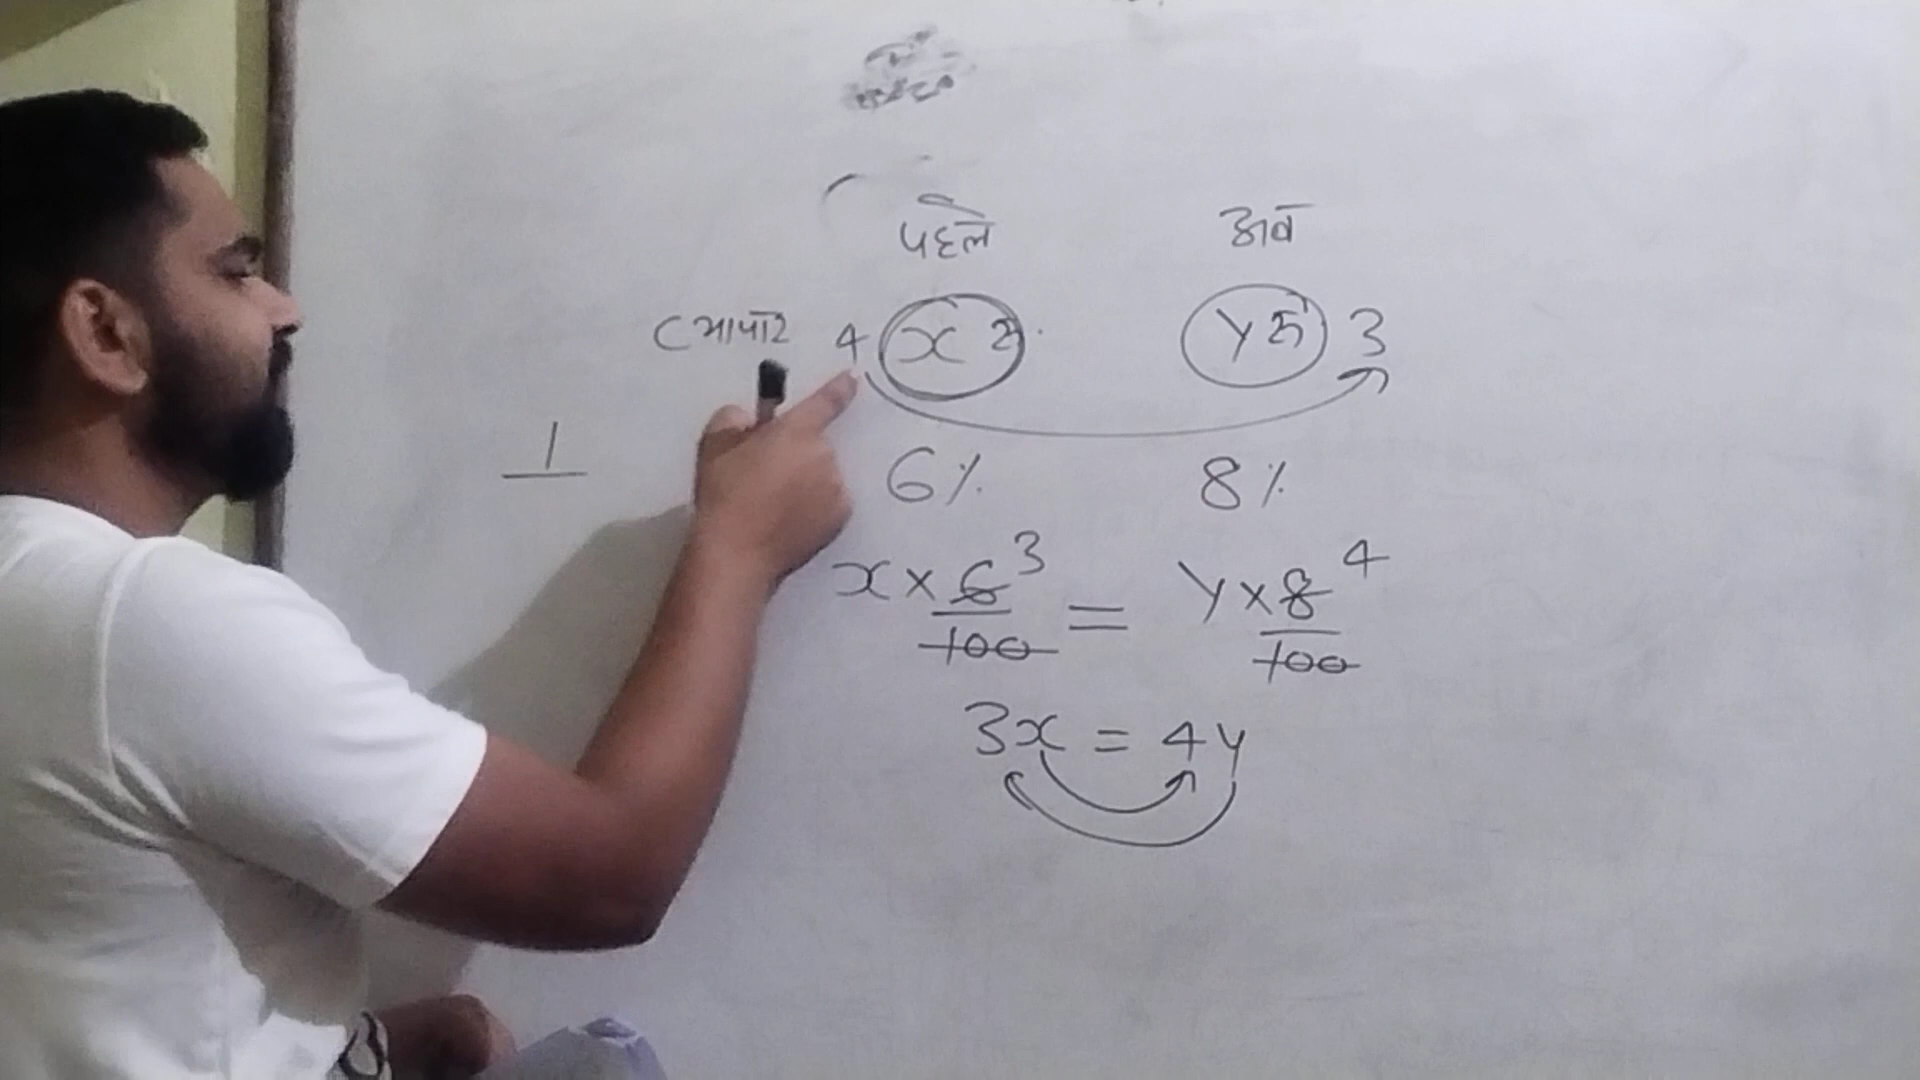 पहले अब
व्यापार 4 x रु. y रु 3
1
6% 8%
x × 6/100 3 = y × 8/100 4
3x = 4y